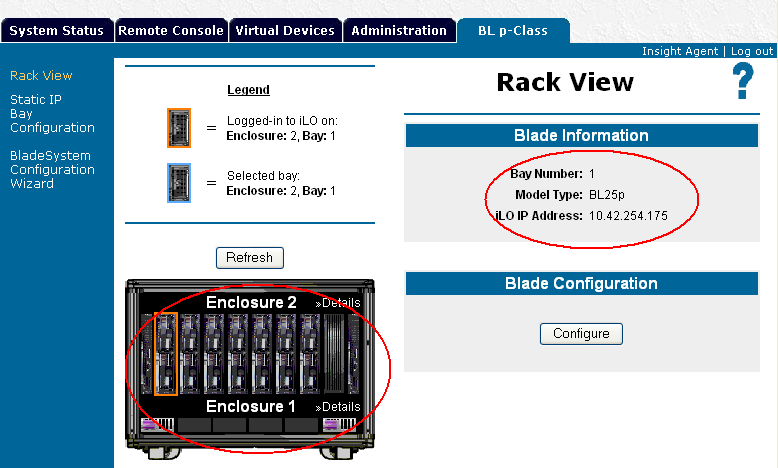 System Status
Remote Console
Virtual Devices
Administration
BL p-Class
Insight Agent | Log out
Rack View
Static IP
Bay
Configuration
BladeSystem
Configuration
Wizard
Legend
= Logged-in to iLO on:
Enclosure: 2, Bay: 1
= Selected bay:
Enclosure: 2, Bay: 1
Refresh
Enclosure 2 »Details
Enclosure 1 »Details
Rack View ?
Blade Information
Bay Number: 1
Model Type: BL25p
iLO IP Address: 10.42.254.175
Blade Configuration
Configure